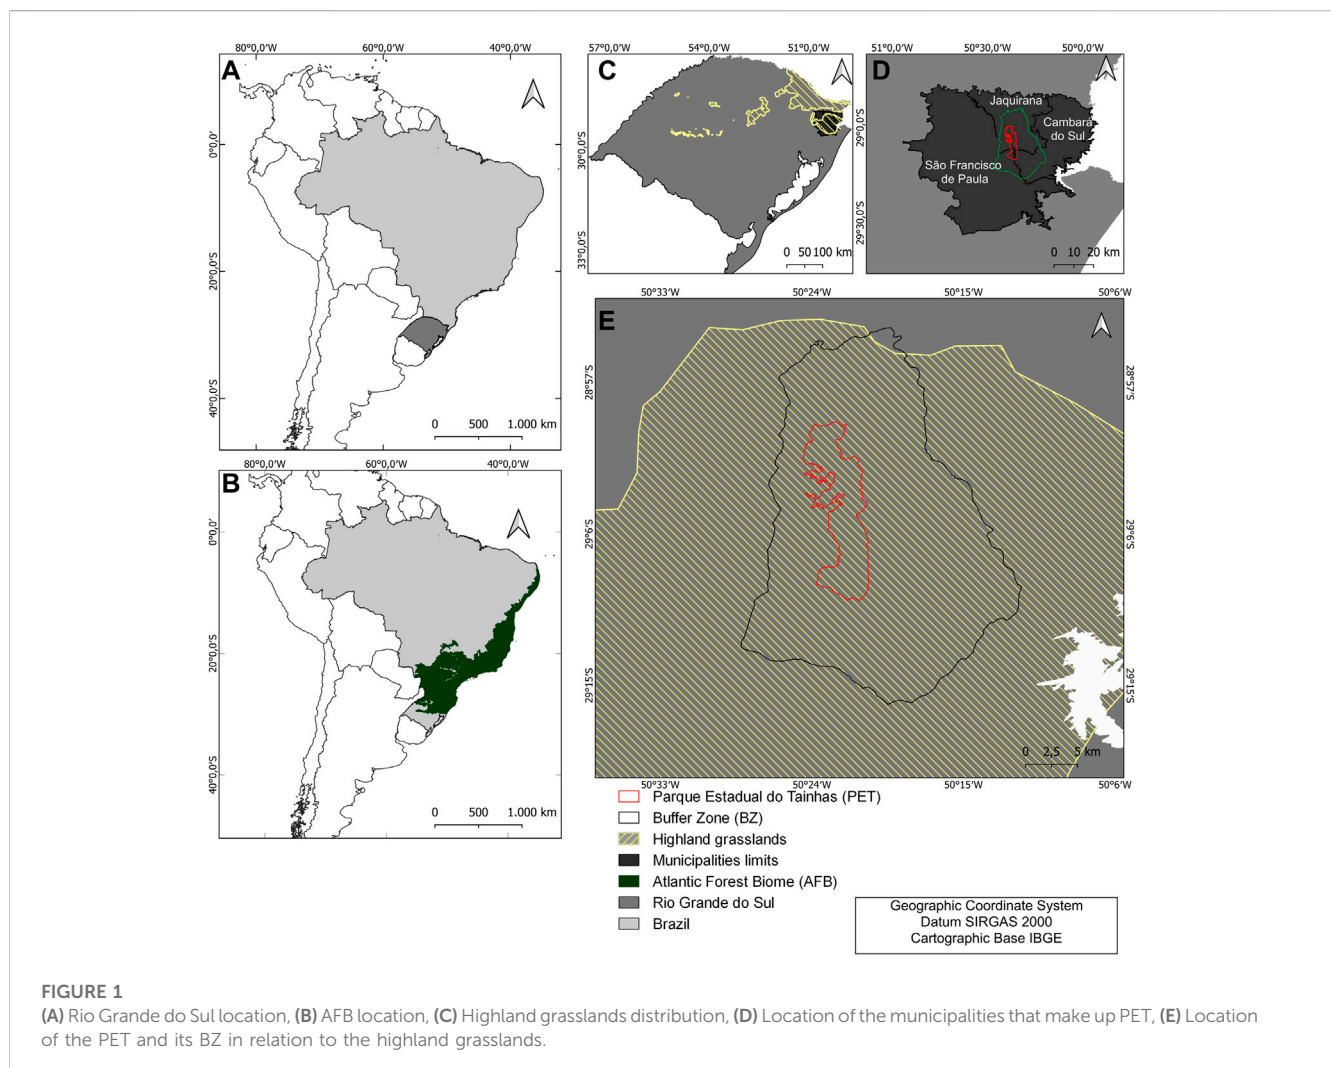 80°0,0'W 60°0,0'W 40°0,0'W
A
0°0,0'
20°0,0'S
40°0,0'S
0 500 1.000 km
80°0,0'W 60°0,0'W 40°0,0'W
B
0°0,0'
20°0,0'S
40°0,0'S
0 500 1.000 km
57°0,0'W 54°0,0'W 51°0,0'W
C
30°0,0'S
33°0,0'S
0 50 100 km
51°0,0'W 50°30,0'W 50°0,0'W
D
Jaquirana
Cambará
do Sul
São Francisco
de Paula
29°0,0'S
29°30,0'S
0 10 20 km
50°33'W 50°24'W 50°15'W 50°6'W
E
28°57'S 28°57'S
29°6'S 29°6'S
29°15'S 29°15'S
0 2,5 5 km
50°33'W 50°24'W 50°15'W 50°6'W
Parque Estadual do Tainhas (PET)
Buffer Zone (BZ)
Highland grasslands
Municipalities limits
Atlantic Forest Biome (AFB)
Rio Grande do Sul
Brazil
Geographic Coordinate System
Datum SIRGAS 2000
Cartographic Base IBGE
FIGURE 1
(A) Rio Grande do Sul location, (B) AFB location, (C) Highland grasslands distribution, (D) Location of the municipalities that make up PET, (E) Location
of the PET and its BZ in relation to the highland grasslands.